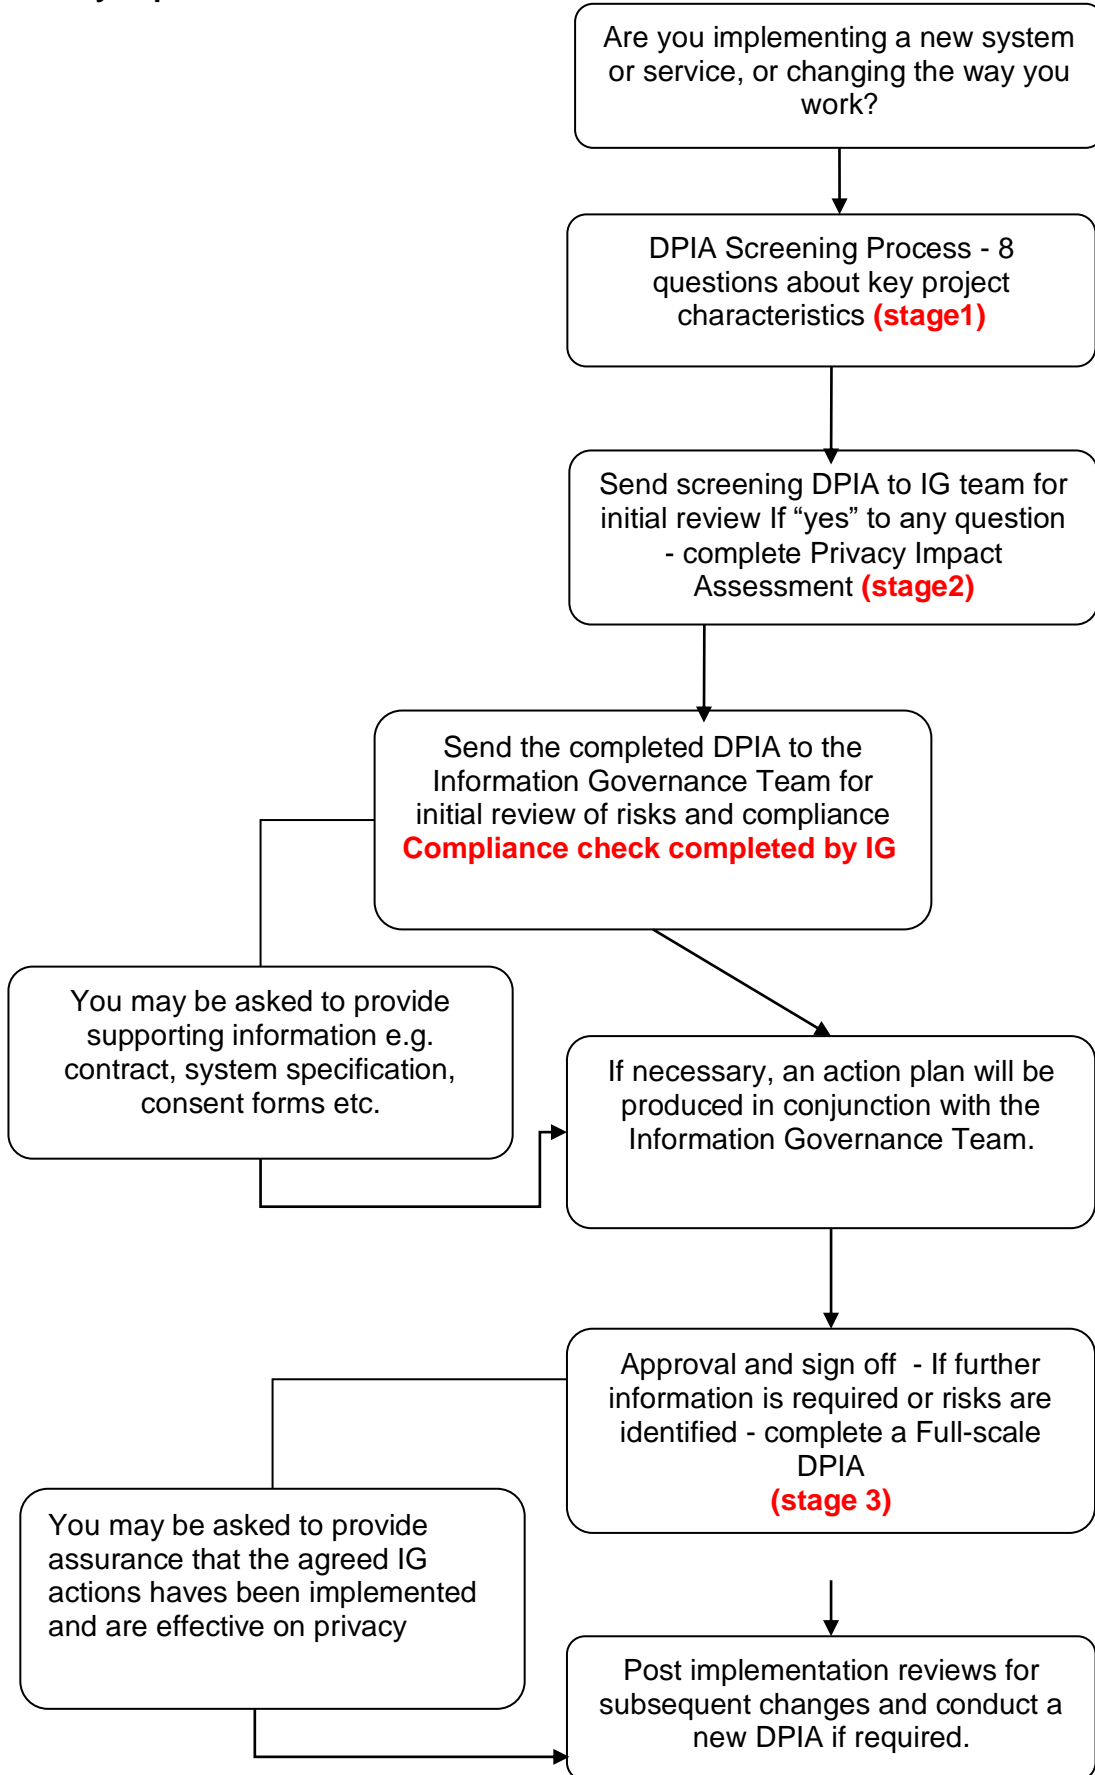 Are you implementing a new system
or service, or changing the way you
work?
DPIA Screening Process - 8
questions about key project
characteristics (stage1)
Send screening DPIA to IG team for
initial review If “yes” to any question
- complete Privacy Impact
Assessment (stage2)
Send the completed DPIA to the
Information Governance Team for
initial review of risks and compliance
Compliance check completed by IG
You may be asked to provide
supporting information e.g.
contract, system specification,
consent forms etc.
If necessary, an action plan will be
produced in conjunction with the
Information Governance Team.
Approval and sign off - If further
information is required or risks are
identified - complete a Full-scale
DPIA
(stage 3)
You may be asked to provide
assurance that the agreed IG
actions haves been implemented
and are effective on privacy
Post implementation reviews for
subsequent changes and conduct a
new DPIA if required.